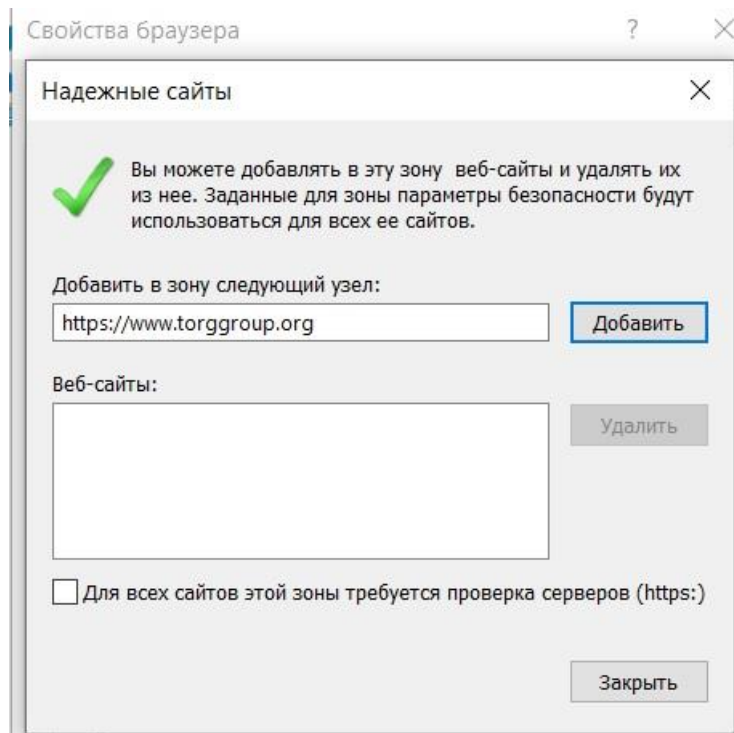 Свойства браузера
Надежные сайты
Вы можете добавлять в эту зону веб-сайты и удалять их
из нее. Заданные для зоны параметры безопасности будут
использоваться для всех ее сайтов.
Добавить в зону следующий узел:
https://www.torggroup.org
Добавить
Веб-сайты:
Удалить
Для всех сайтов этой зоны требуется проверка серверов (https:)
Закрыть